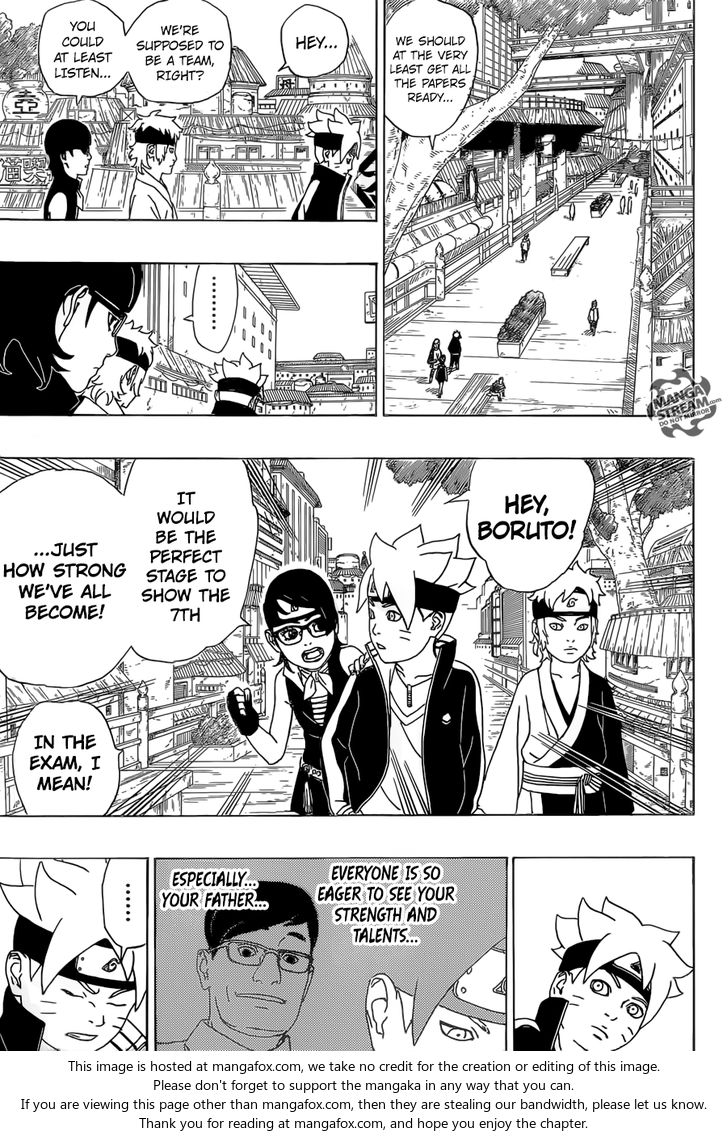 WE SHOULD
AT THE VERY
LEAST GET ALL
THE PAPERS
READY...
HEY...
WE'RE
SUPPOSED TO
BE A TEAM,
RIGHT?
YOU
COULD
AT LEAST
LISTEN...
.......
MANGA
STREAM.com
DO NOT MIRROR
HEY,
BORUTO!
IT
WOULD
BE THE
PERFECT
STAGE TO
SHOW THE
7TH
...JUST
HOW STRONG
WE'VE ALL
BECOME!
IN THE
EXAM, I
MEAN!
EVERYONE IS SO
EAGER TO SEE YOUR
STRENGTH AND
TALENTS...
ESPECIALLY...
YOUR FATHER...
......
This image is hosted at mangafox.com, we take no credit for the creation or editing of this image.
Please don't forget to support the mangaka in any way that you can.
If you are viewing this page other than mangafox.com, then they are stealing our bandwidth, please let us know.
Thank you for reading at mangafox.com, and hope you enjoy the chapter.